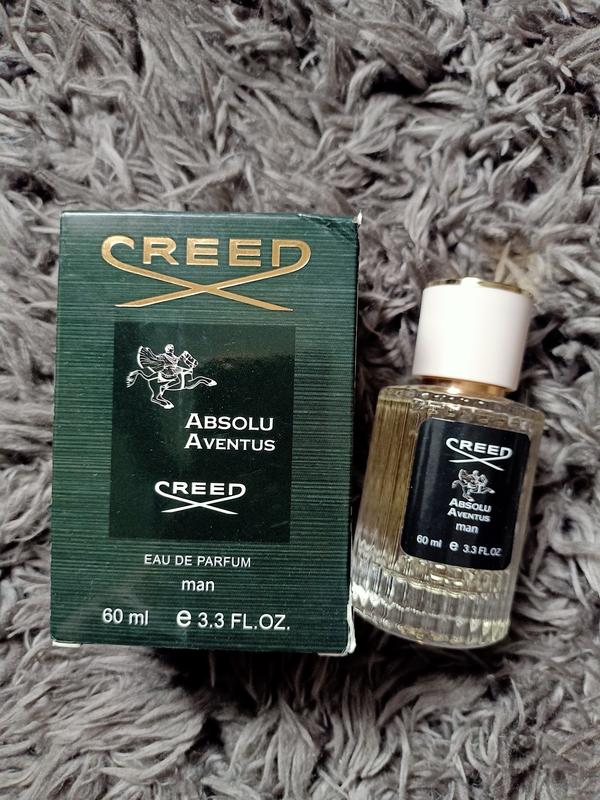 CREED
ABSOLU
AVENTUS
CREED
EAU DE PARFUM
man
60 ml e 3.3 FL.OZ.
CREED
ABSOLU
AVENTUS
man
60 ml e 3.3 FL.OZ